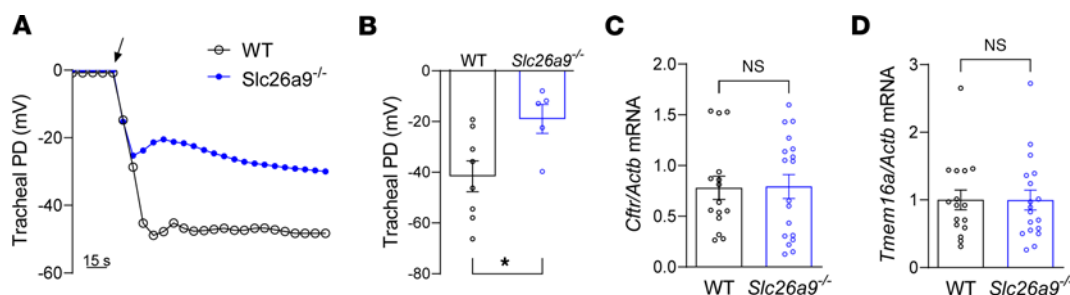 A
WT
Slc26a9-/-
0
-20
-40
-60
Tracheal PD (mV)
15 s
B
WT
Slc26a9-/-
0
-20
-40
-60
-80
Tracheal PD (mV)
*
C
NS
2.0
1.5
1.0
0.5
0.0
Cftr/Actb mRNA
WT
Slc26a9-/-
D
NS
3
2
1
0
Tmem16a/Actb mRNA
WT
Slc26a9-/-